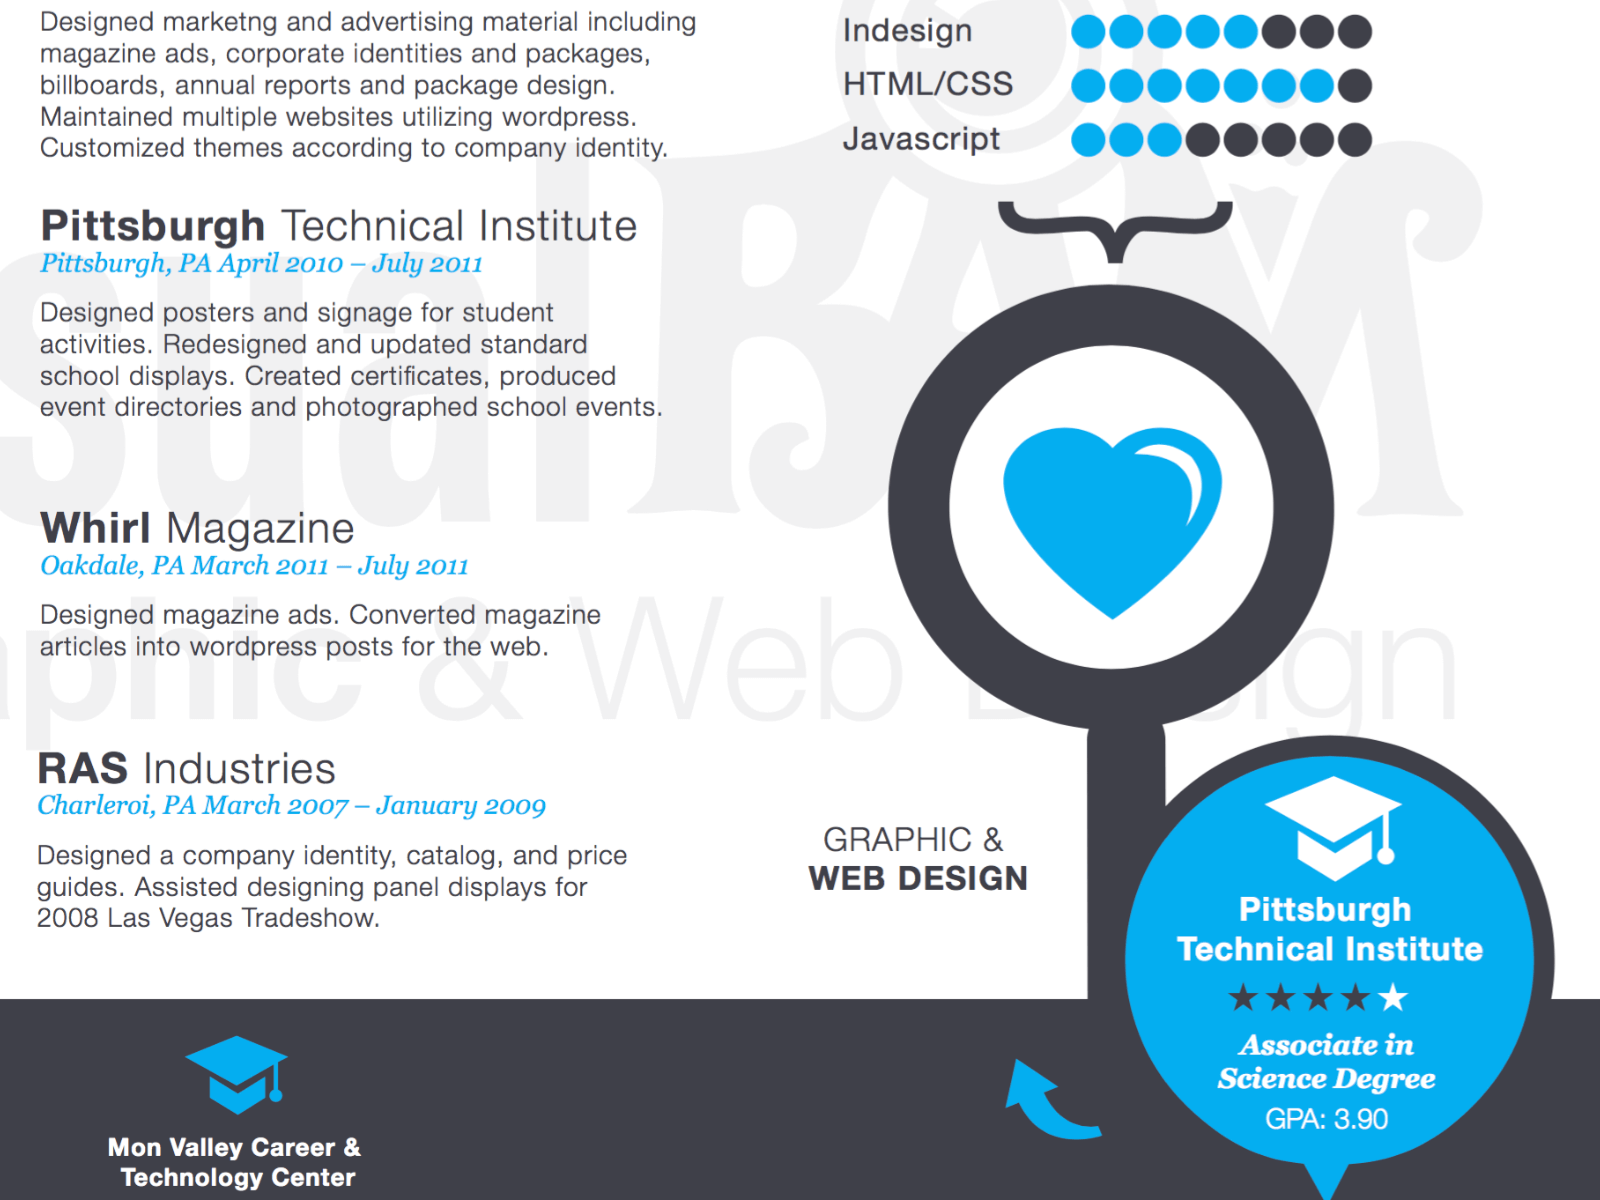 Designed marketng and advertising material including
magazine ads, corporate identities and packages,
billboards, annual reports and package design.
Maintained multiple websites utilizing wordpress.
Customized themes according to company identity.
Indesign
HTML/CSS
Javascript
Pittsburgh Technical Institute
Pittsburgh, PA April 2010 – July 2011
Designed posters and signage for student
activities. Redesigned and updated standard
school displays. Created certificates, produced
event directories and photographed school events.
Whirl Magazine
Oakdale, PA March 2011 – July 2011
Designed magazine ads. Converted magazine
articles into wordpress posts for the web.
RAS Industries
Charleroi, PA March 2007 – January 2009
Designed a company identity, catalog, and price
guides. Assisted designing panel displays for
2008 Las Vegas Tradeshow.
sualBAM
aphic & Web D ign
GRAPHIC &
WEB DESIGN
Pittsburgh
Technical Institute
Associate in
Science Degree
GPA: 3.90
Mon Valley Career &
Technology Center